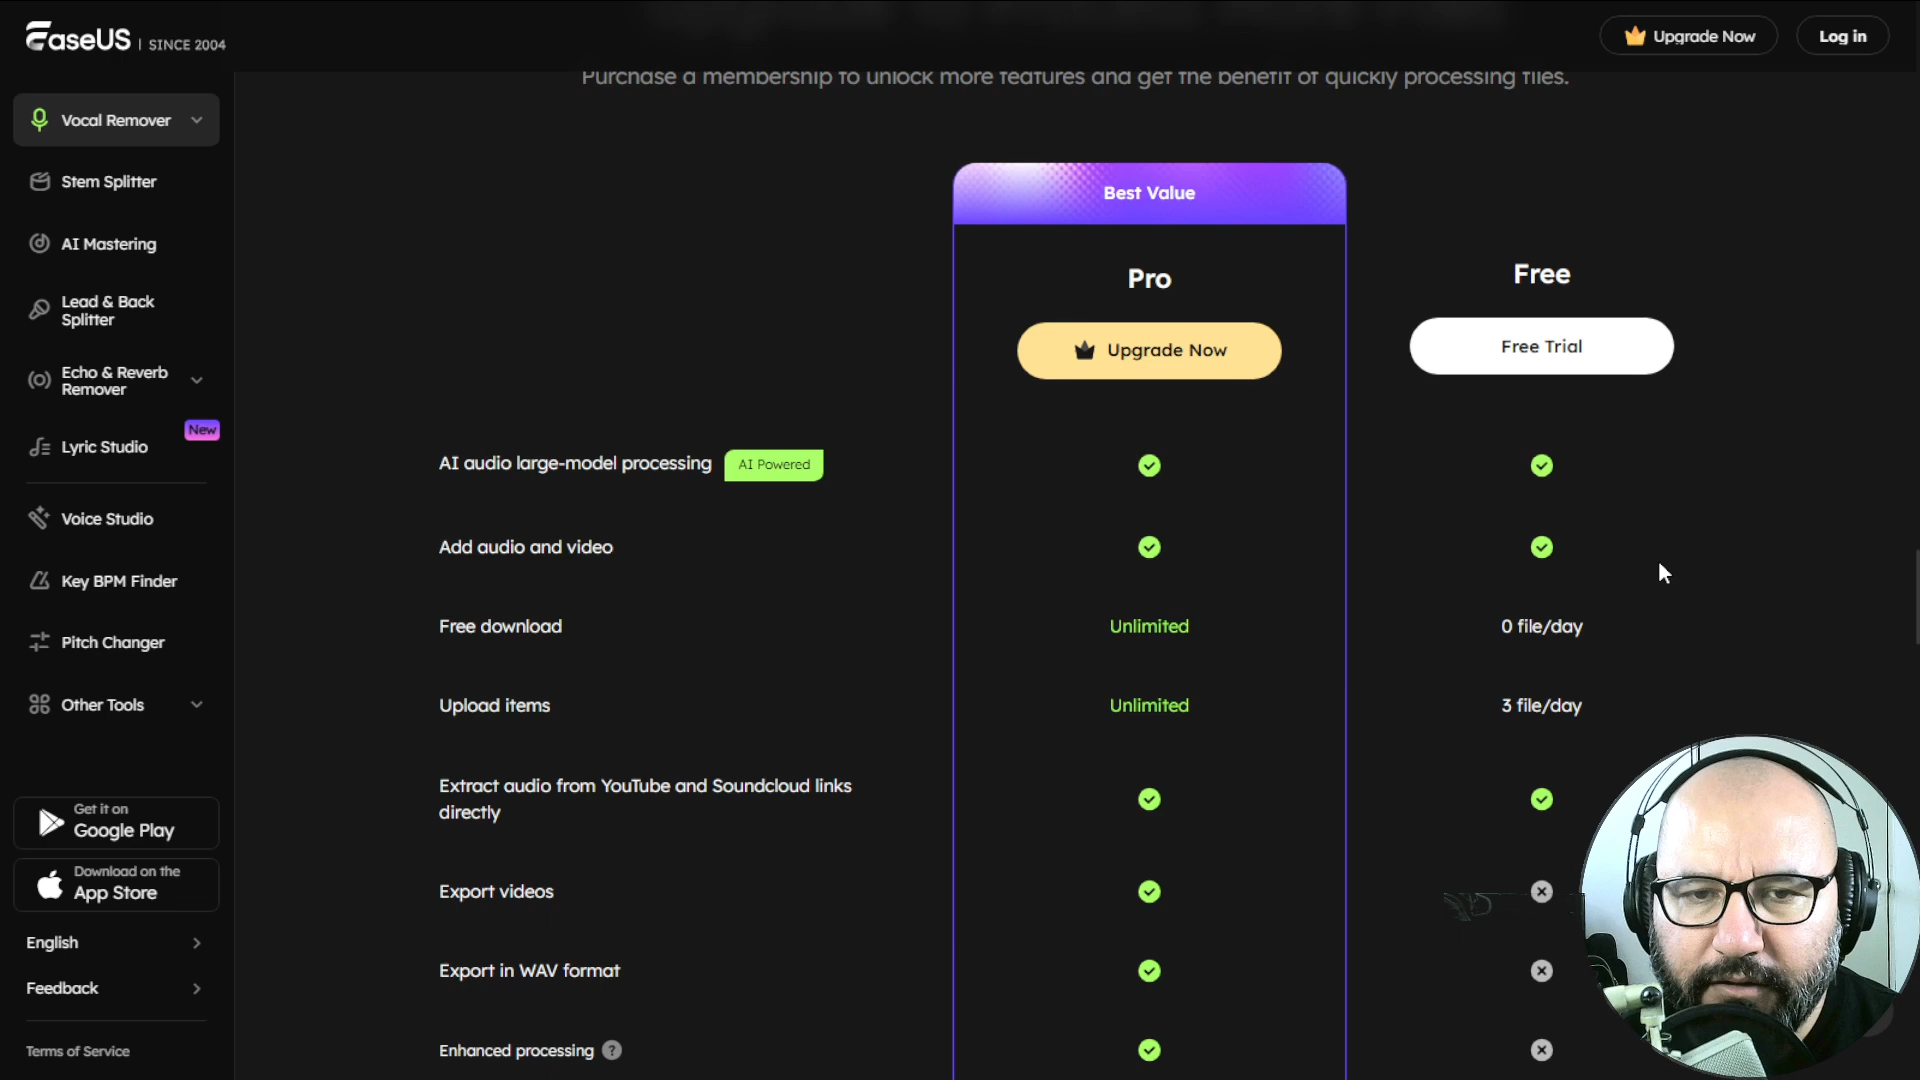 EaseUS | SINCE 2004
Upgrade Now
Log in
Purchase a membership to unlock more features and get the benefit of quickly processing files.
Vocal Remover
Stem Splitter
AI Mastering
Lead & Back
Splitter
Echo & Reverb
Remover
New
Lyric Studio
Voice Studio
Key BPM Finder
Pitch Changer
Other Tools
Get it on
Google Play
Download on the
App Store
English
Feedback
Terms of Service
Best Value
Pro
Free
Upgrade Now
Free Trial
AI audio large-model processing AI Powered
Add audio and video
Free download Unlimited 0 file/day
Upload items Unlimited 3 file/day
Extract audio from YouTube and Soundcloud links
directly
Export videos
Export in WAV format
Enhanced processing ?